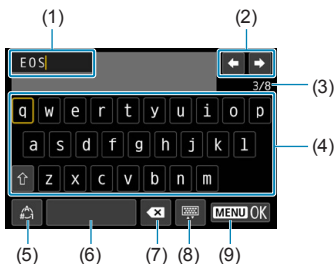 (1) (2)
EOS
3/8 (3)
q w e r t y u i o p
a s d f g h j k l (4)
z x c v b n m
MENU OK
(5) (6) (7) (8) (9)